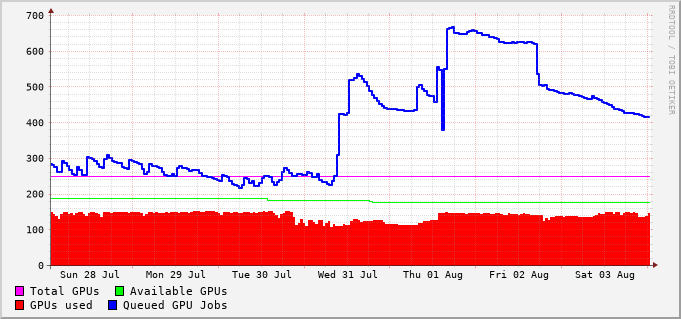 700
600
500
400
300
200
100
0
Sun 28 Jul Mon 29 Jul Tue 30 Jul Wed 31 Jul Thu 01 Aug Fri 02 Aug Sat 03 Aug
Total GPUs Available GPUs
GPUs used Queued GPU Jobs
RRDTOOL / TOBI OETIKER